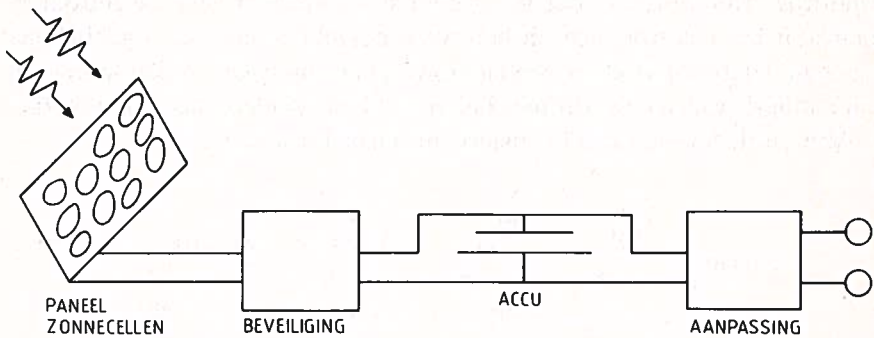 PANEEL
ZONNECELLEN
BEVEILIGING
ACCU
AANPASSING